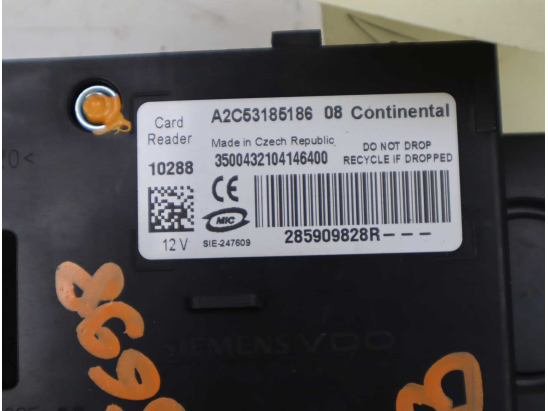 Card Reader
A2C53185186 08 Continental
Made in Czech Republic
3500432104146400
DO NOT DROP
RECYCLE IF DROPPED
10288
CE
MIC
12 V
SIE-247609
285909828R---
SIEMENS VDO